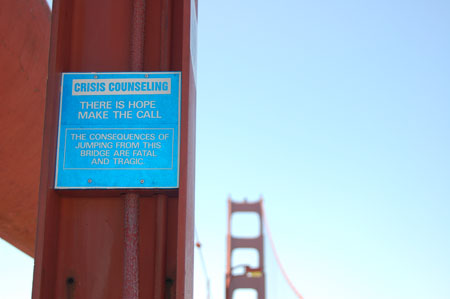 CRISIS COUNSELING
THERE IS HOPE
MAKE THE CALL
THE CONSEQUENCES OF
JUMPING FROM THIS
BRIDGE ARE FATAL
AND TRAGIC